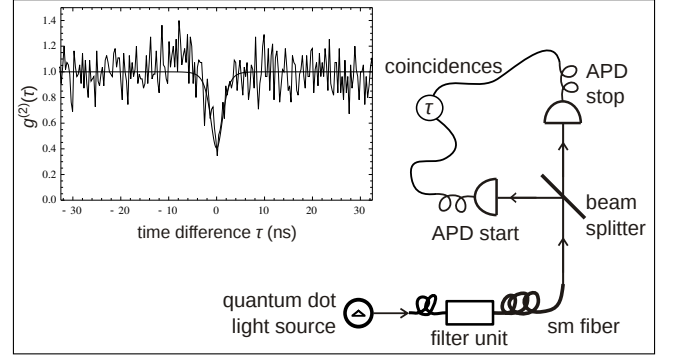 1.4
1.2
1.0
0.8
0.6
0.4
0.2
0.0
g(2)(τ)
- 30 - 20 - 10 0 10 20 30
time difference τ (ns)
coincidences
τ
APD
stop
APD start
beam
splitter
quantum dot
light source
filter unit
sm fiber